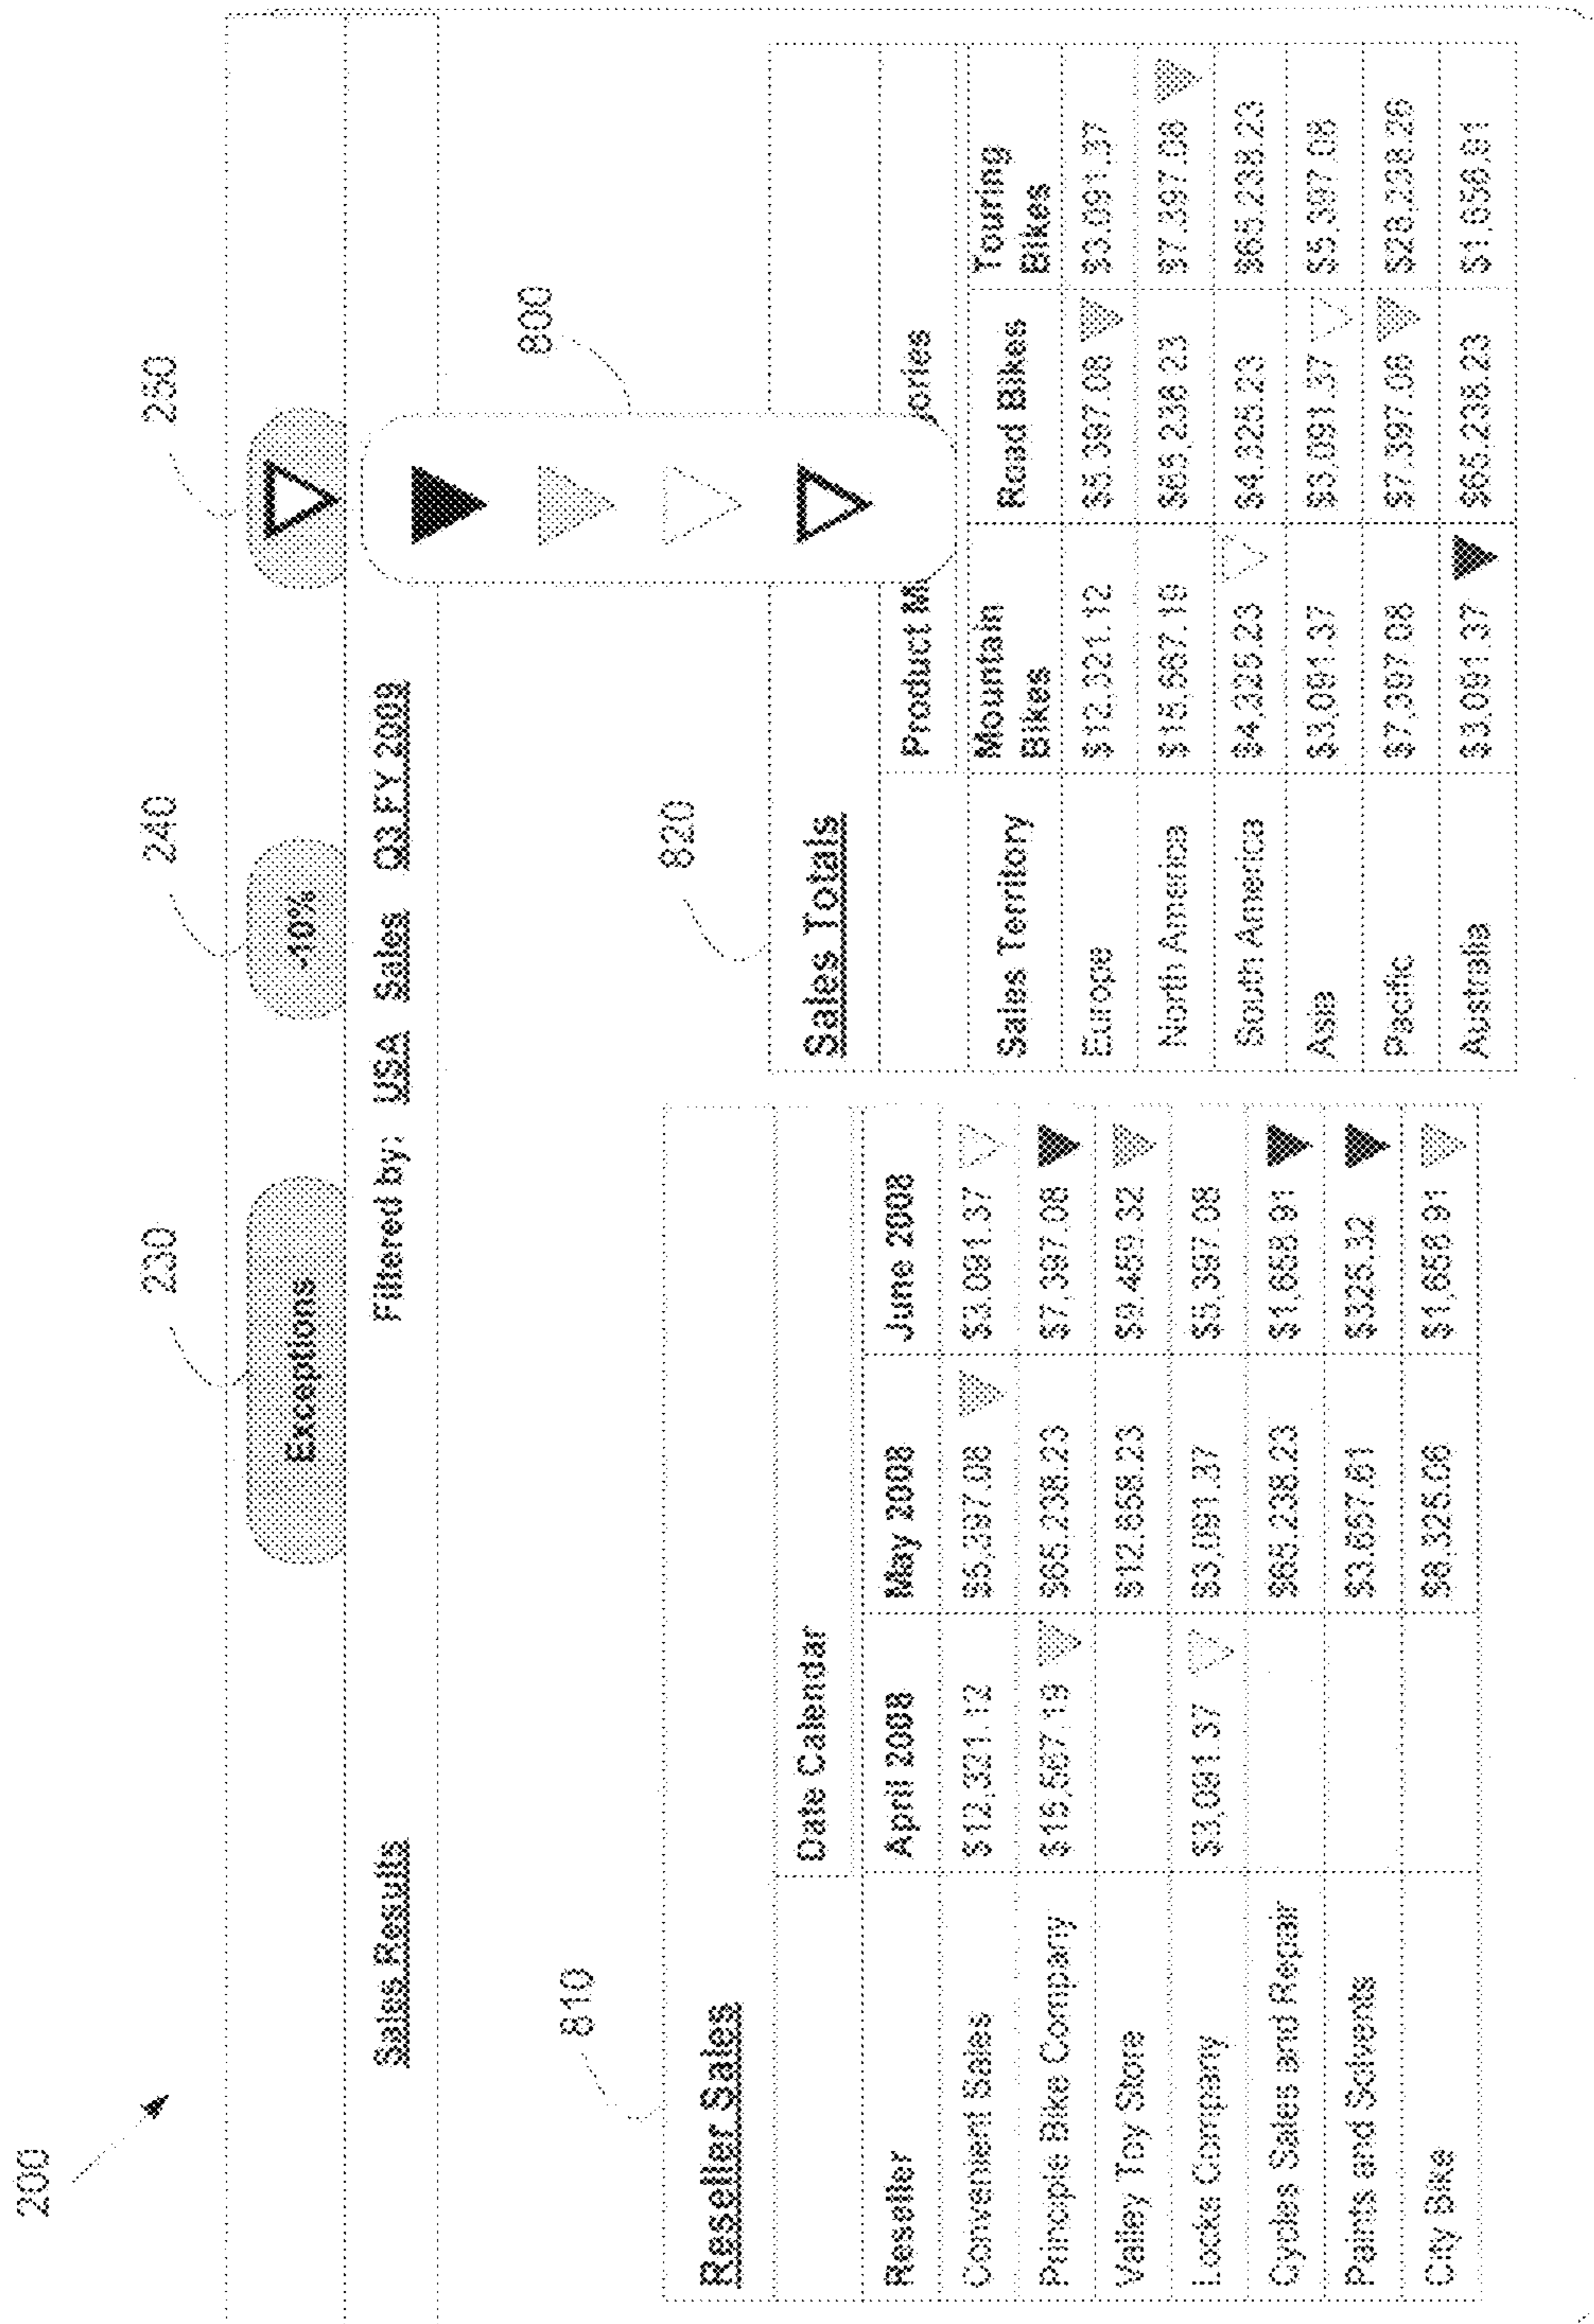 200
230
240
250
Exceptions
-10%
Sales Results
Filtered by: USA Sales Q3 FY 2009
800
810
820
Reseller Sales
Date Calendar
Reseller April 2008 May 2008 June 2008
Convenient Sales $12,321.12 $5,397.08 $3,091.37
Principle Bike Company $15,567.19 $65,238.23 $7,397.08
Valley Toy Store $12,658.23 $9,459.32
Locks Company $3,091.37 $3,091.37 $5,397.08
Cycles Sales and Repair $65,238.23 $1,658.91
Paints and Solvents $3,657.61 $325.32
City Bike $6,325.06 $1,658.91
Sales Totals
Product M ories
Sales Territory Mountain Bikes Road Bikes Touring Bikes
Europe $12,321.12 $5,397.08 $3,091.37
North America $15,567.19 $65,238.23 $7,397.08
South America $4,325.23 $4,325.23 $65,238.23
Asia $3,091.37 $3,091.37 $5,397.08
Pacific $7,397.08 $7,397.08
Australia $3,091.37 $65,238.23 $1,658.91